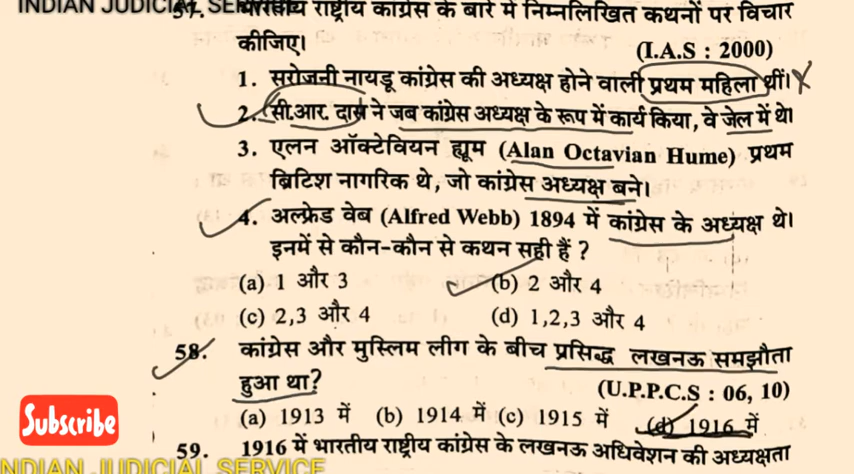 INDIAN JUDICIAL SERVICE
57. भारतीय राष्ट्रीय कांग्रेस के बारे में निम्नलिखित कथनों पर विचार
कीजिए। (I.A.S : 2000)
1. सरोजनी नायडू कांग्रेस की अध्यक्ष होने वाली प्रथम महिला थीं।
2. सी.आर. दास ने जब कांग्रेस अध्यक्ष के रूप में कार्य किया, वे जेल में थे।
3. एलन ऑक्टेवियन ह्यूम (Alan Octavian Hume) प्रथम
ब्रिटिश नागरिक थे, जो कांग्रेस अध्यक्ष बने।
4. अल्फ्रेड वेब (Alfred Webb) 1894 में कांग्रेस के अध्यक्ष थे।
इनमें से कौन-कौन से कथन सही हैं ?
(a) 1 और 3 (b) 2 और 4
(c) 2,3 और 4 (d) 1,2,3 और 4
58. कांग्रेस और मुस्लिम लीग के बीच प्रसिद्ध लखनऊ समझौता
हुआ था? (U.P.P.C.S : 06, 10)
(a) 1913 में (b) 1914 में (c) 1915 में (d) 1916 में
Subscribe
59. 1916 में भारतीय राष्ट्रीय कांग्रेस के लखनऊ अधिवेशन की अध्यक्षता
INDIAN JUDICIAL SERVICE